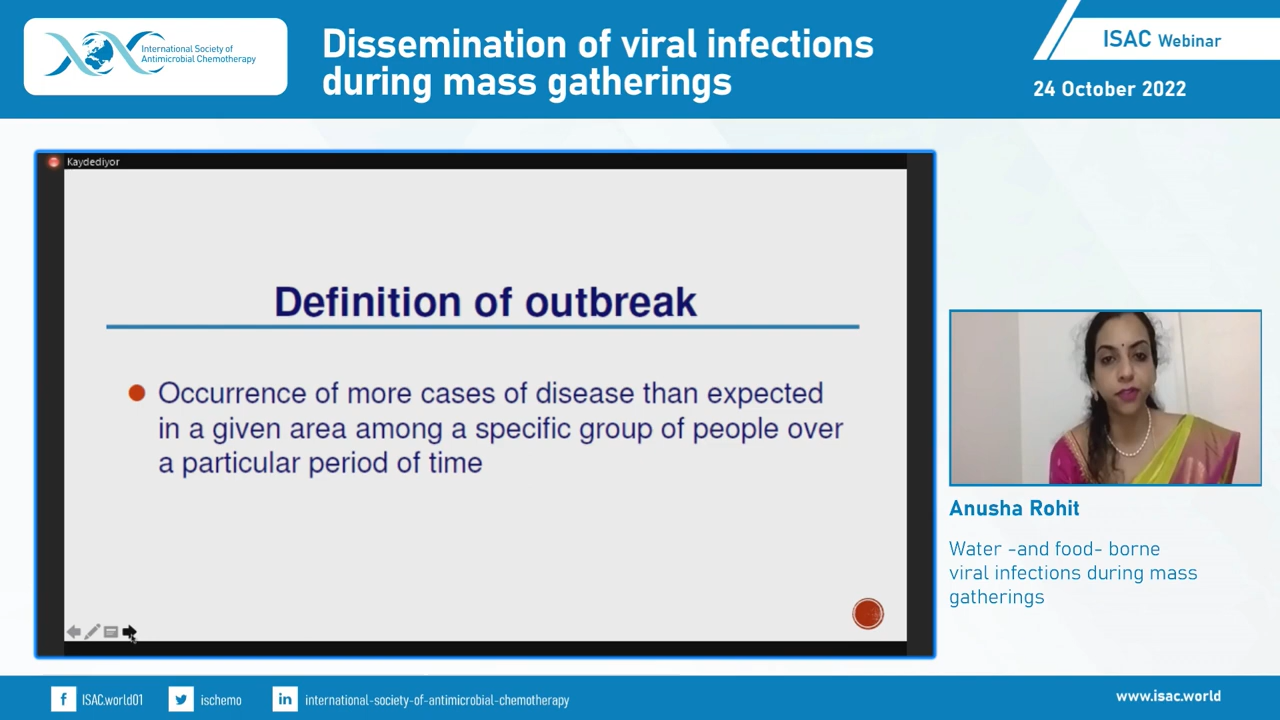 International Society of
Antimicrobial Chemotherapy
Dissemination of viral infections
during mass gatherings
ISAC Webinar
24 October 2022
Kaydediyor
Definition of outbreak
Occurrence of more cases of disease than expected
in a given area among a specific group of people over
a particular period of time
Anusha Rohit
Water -and food- borne
viral infections during mass
gatherings
ISAC.world01
ischemo
international-society-of-antimicrobial-chemotherapy
www.isac.world